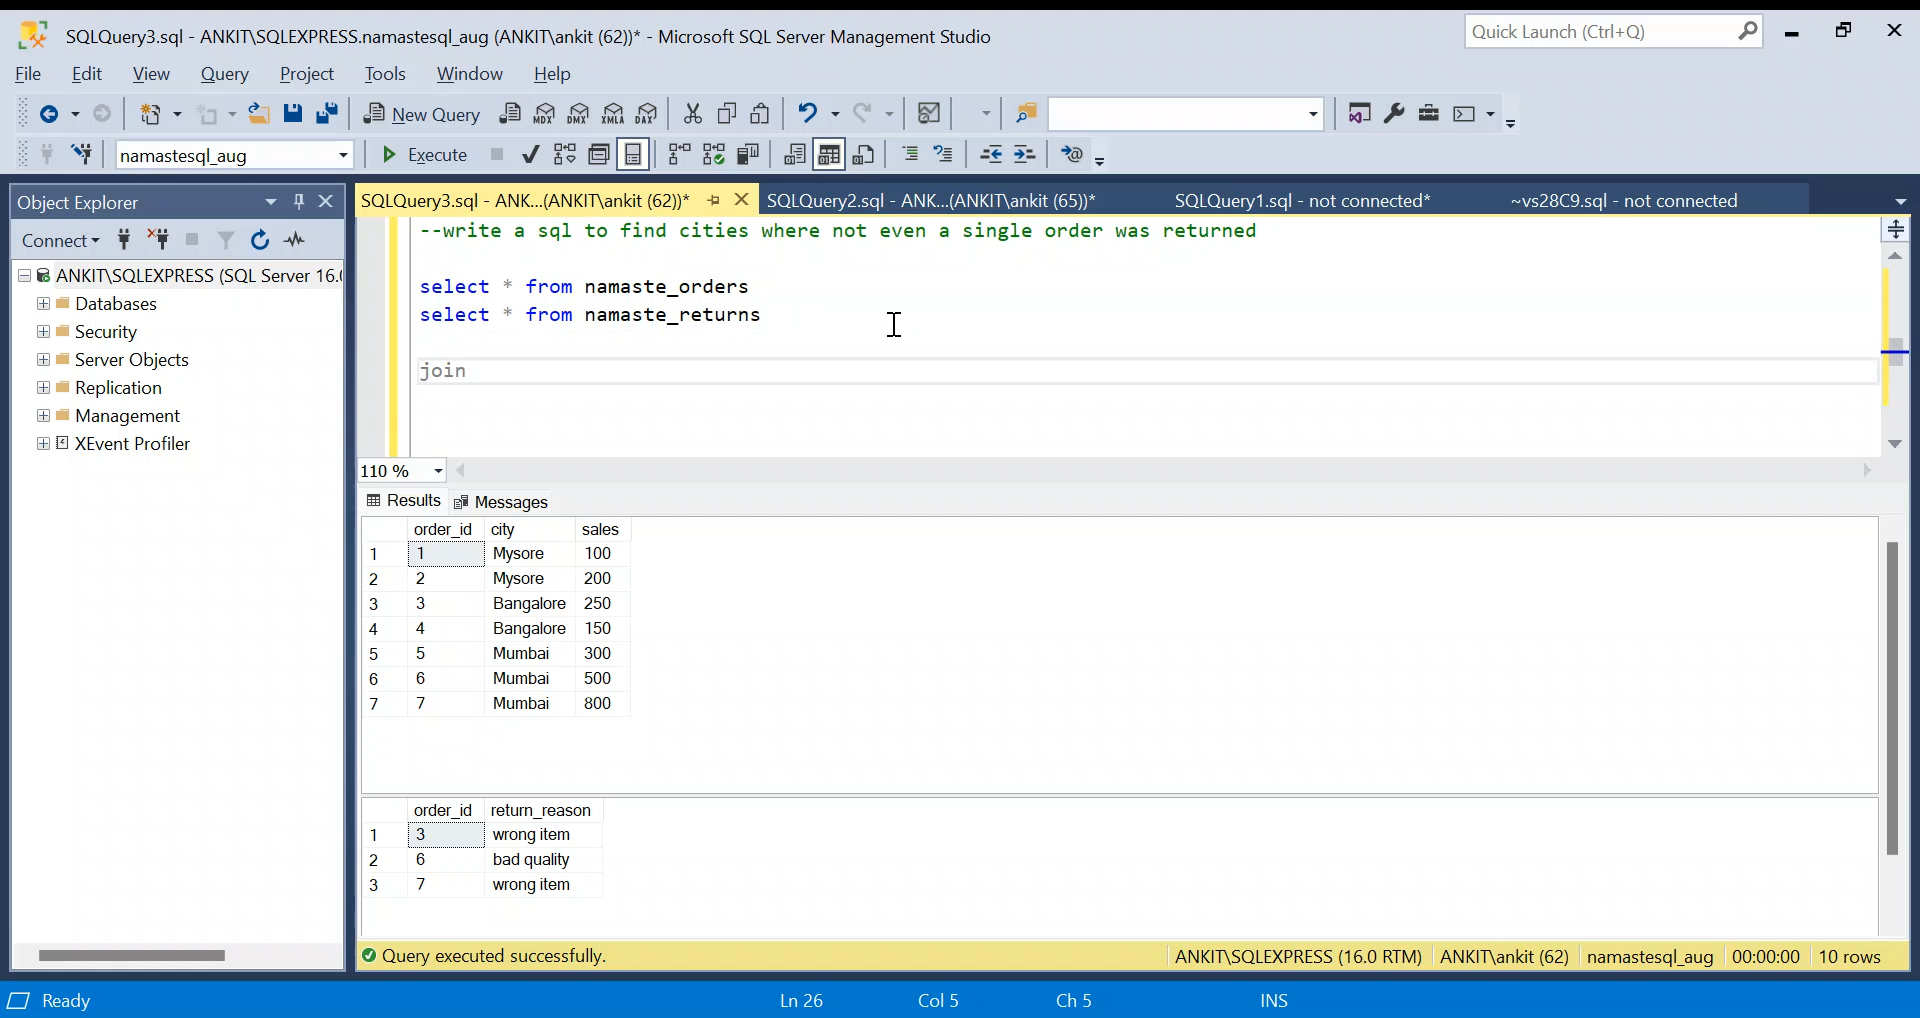 SQLQuery3.sql - ANKIT\SQLEXPRESS.namastesql_aug (ANKIT\ankit (62))* - Microsoft SQL Server Management Studio
Quick Launch (Ctrl+Q)
File Edit View Query Project Tools Window Help
New Query MDX DMX XMLA DAX
namastesql_aug Execute
Object Explorer
SQLQuery3.sql - ANK...(ANKIT\ankit (62))* SQLQuery2.sql - ANK...(ANKIT\ankit (65))* SQLQuery1.sql - not connected* ~vs28C9.sql - not connected
Connect
ANKIT\SQLEXPRESS (SQL Server 16.0
Databases
Security
Server Objects
Replication
Management
XEvent Profiler
--write a sql to find cities where not even a single order was returned
select * from namaste_orders
select * from namaste_returns
join
110 %
Results Messages
order_id city sales
1 1 Mysore 100
2 2 Mysore 200
3 3 Bangalore 250
4 4 Bangalore 150
5 5 Mumbai 300
6 6 Mumbai 500
7 7 Mumbai 800
order_id return_reason
1 3 wrong item
2 6 bad quality
3 7 wrong item
Query executed successfully. ANKIT\SQLEXPRESS (16.0 RTM) ANKIT\ankit (62) namastesql_aug 00:00:00 10 rows
Ready Ln 26 Col 5 Ch 5 INS